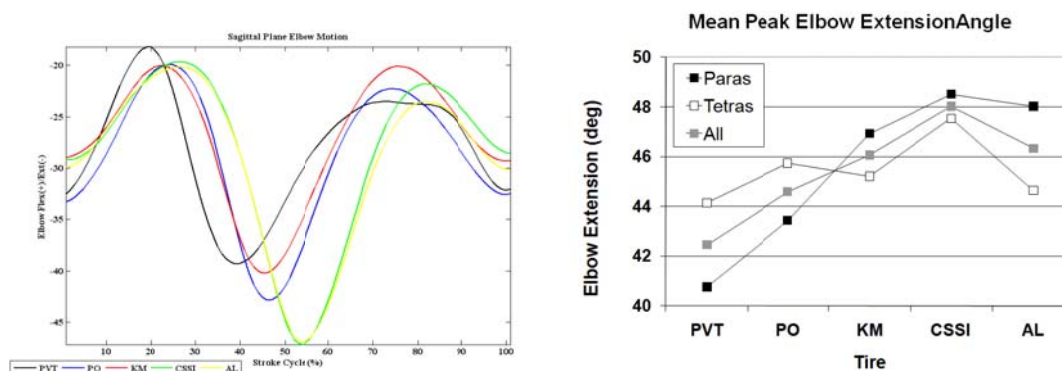 Sagittal Plane Elbow Motion
Elbow Flex(+)/Ext(-)
-20
-25
-30
-35
-40
-45
10 20 30 40 50 60 70 80 90 100
Stroke Cycle(%)
PVT PO KM CSSI AL
Mean Peak Elbow ExtensionAngle
Elbow Extension (deg)
50
48
46
44
42
40
Paras
Tetras
All
PVT PO KM CSSI AL
Tire